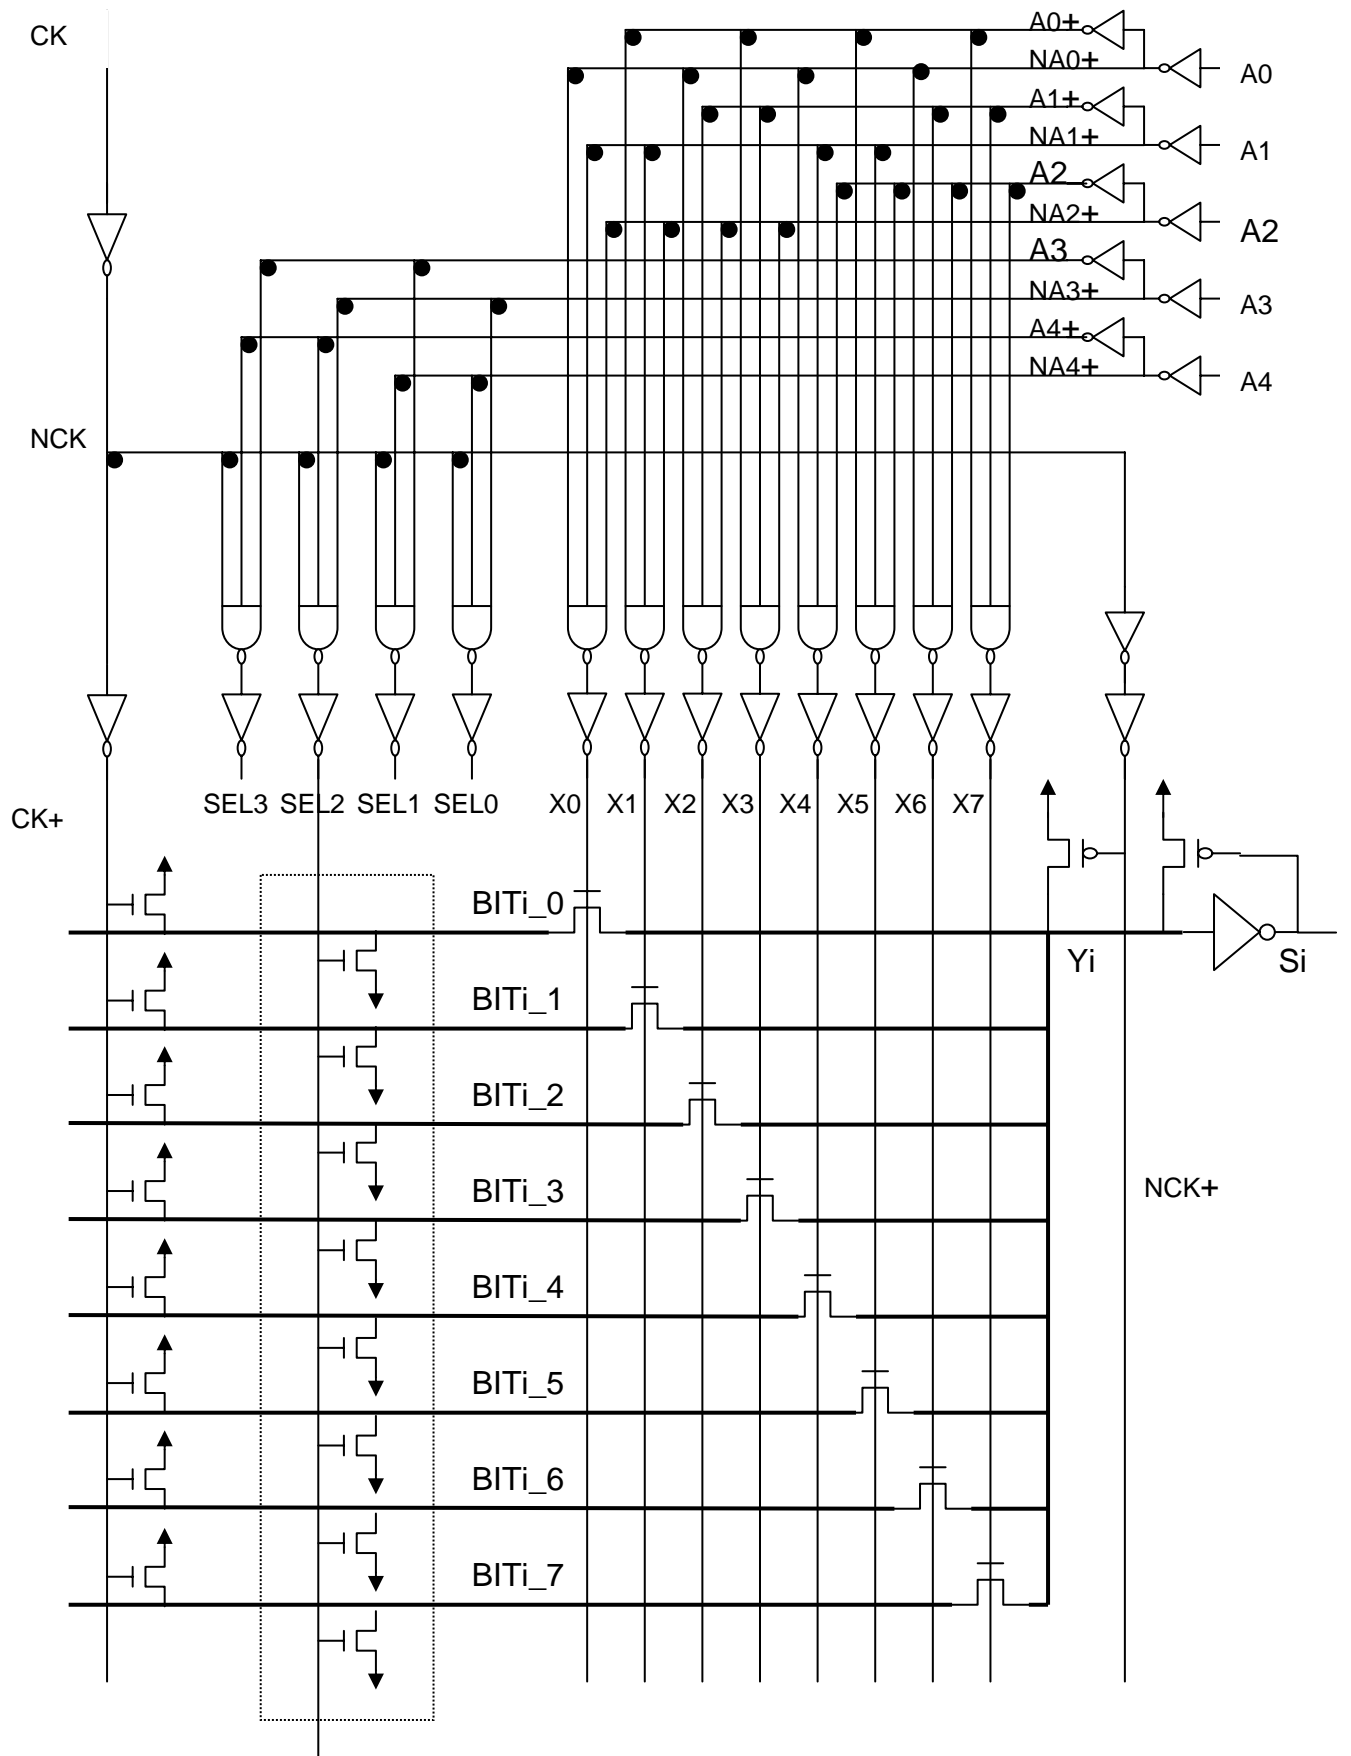 CK
A0+
NA0+
A0
A1+
NA1+
A1
A2
NA2+
A2
A3
NA3+
A3
A4+
NA4+
A4
NCK
SEL3 SEL2 SEL1 SEL0 X0 X1 X2 X3 X4 X5 X6 X7
CK+
BITi_0
Yi
Si
BITi_1
BITi_2
BITi_3
NCK+
BITi_4
BITi_5
BITi_6
BITi_7